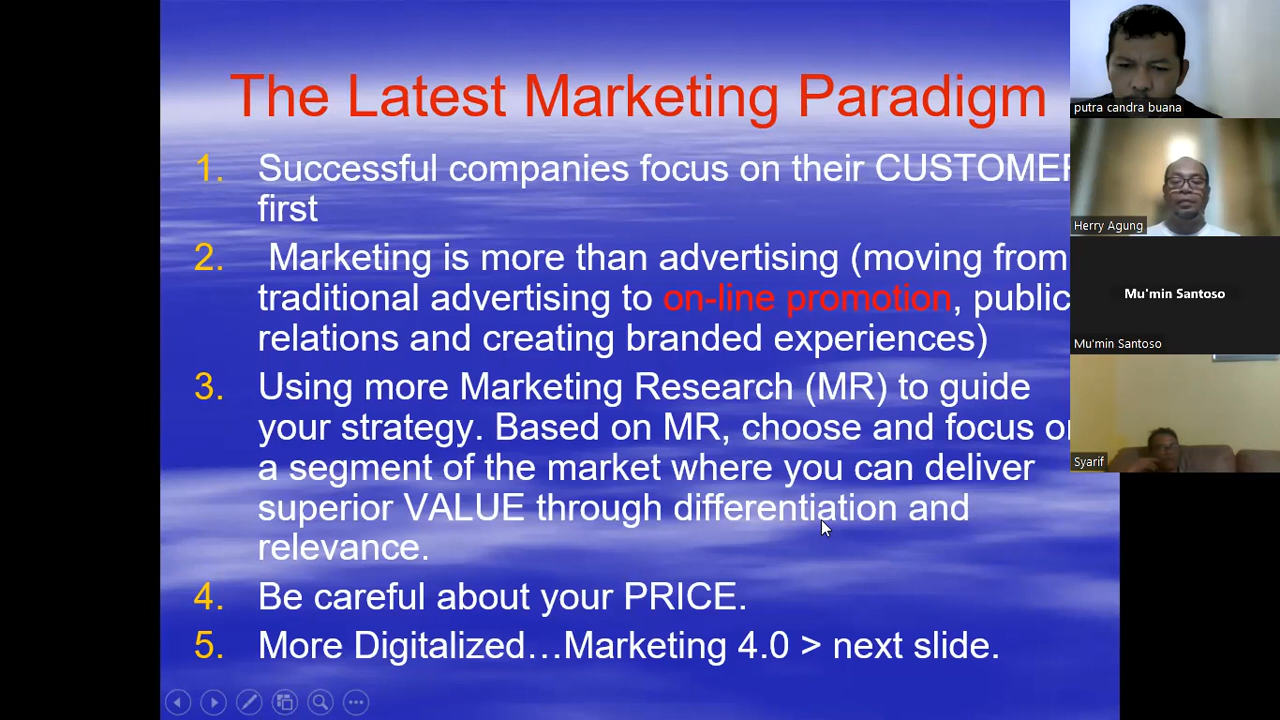 The Latest Marketing Paradigm
1. Successful companies focus on their CUSTOMER
first
2. Marketing is more than advertising (moving from
traditional advertising to on-line promotion, public
relations and creating branded experiences)
3. Using more Marketing Research (MR) to guide
your strategy. Based on MR, choose and focus on
a segment of the market where you can deliver
superior VALUE through differentiation and
relevance.
4. Be careful about your PRICE.
5. More Digitalized…Marketing 4.0 > next slide.
putra candra buana
Herry Agung
Mu'min Santoso
Mu'min Santoso
Syarif